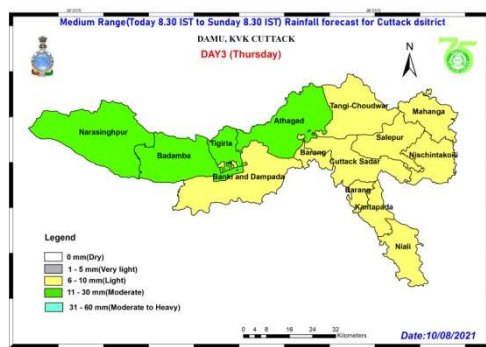 Medium Range(Today 8.30 IST to Sunday 8.30 IST) Rainfall forecast for Cuttack dsitrict
DAMU, KVK CUTTACK
DAY3 (Thursday)
N
75
Tangi-Choudwar
Mahanga
Athagad
Narasinghpur
Tigiria
Salepur
Badamba
Barang
Nischintakoili
Cuttack Sadar
Banki and Dampada
Barang
Kantapada
Niali
Legend
0 mm(Dry)
1 - 5 mm(Very light)
6 - 10 mm(Light)
11 - 30 mm(Moderate)
31 - 60 mm(Moderate to Heavy)
0 4 8 16 24 32
Kilometers
Date:10/08/2021